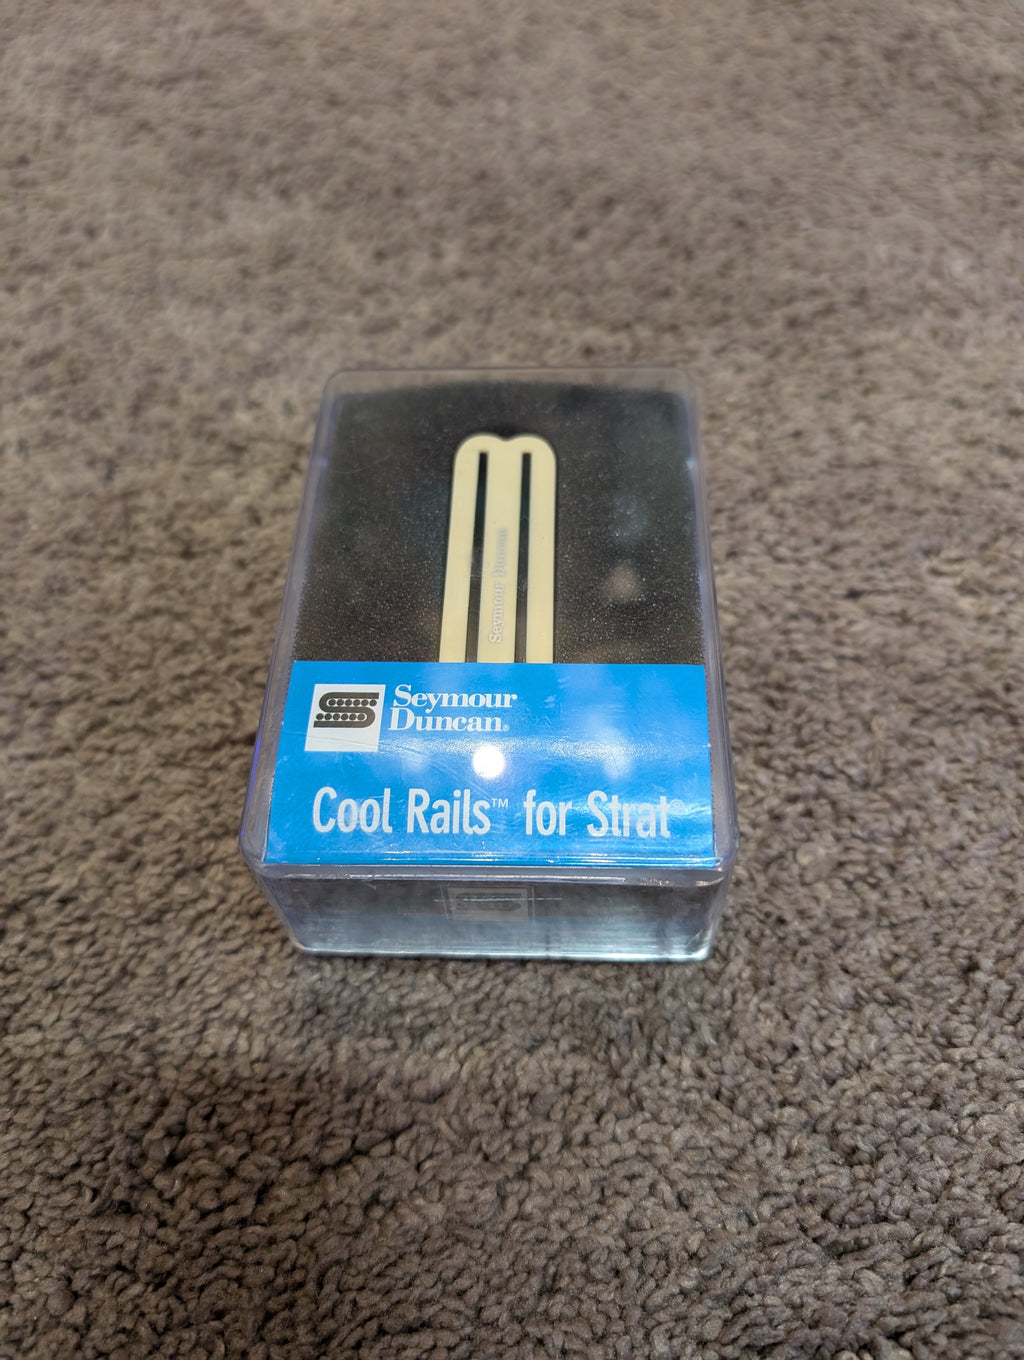 Seymour Duncan
Seymour
Duncan®
Cool Rails™ for Strat®